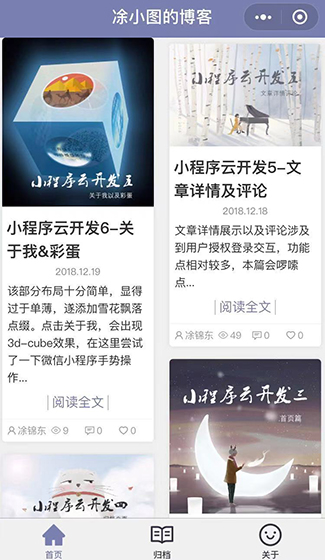 凃小图的博客
小程序云开发五
关于我以及彩蛋
小程序云开发6-关
于我&彩蛋
2018.12.19
该部分布局十分简单，显得
过于单薄，遂添加雪花飘落
点缀。点击关于我，会出现
3d-cube效果，在这里尝试
了一下微信小程序手势操
作...
|阅读全文|
凃锦东 9 0
小程序云开发四
小程序云开发五
文章详情评论
小程序云开发5-文
章详情及评论
2018.12.18
文章详情展示以及评论涉及
到用户授权登录交互，功能
点相对较多，本篇会啰嗦
点...
|阅读全文|
凃锦东 49 0
小程序云开发三
首页篇
首页
归档
关于